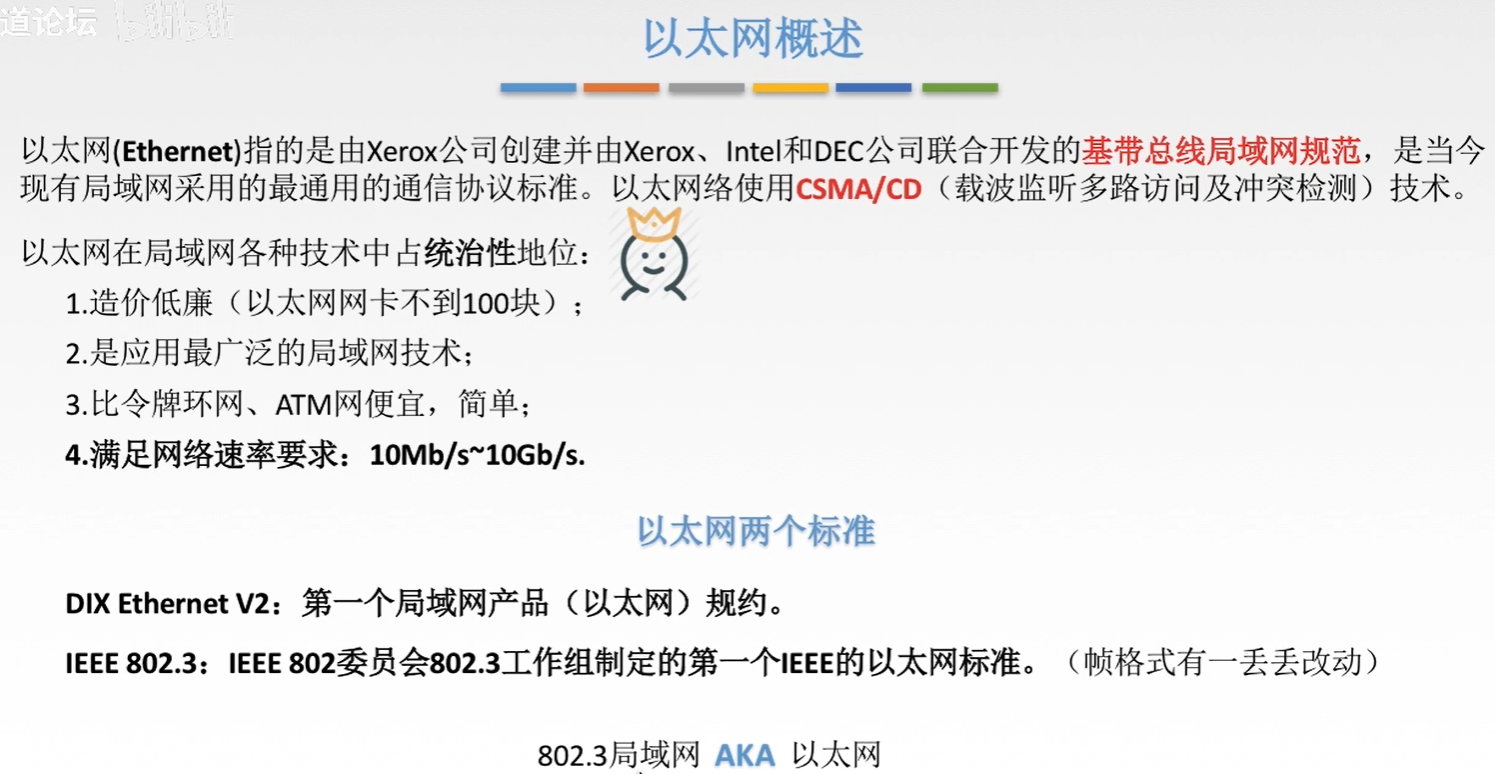 道论坛 bilibili
以太网概述
以太网(Ethernet)指的是由Xerox公司创建并由Xerox、Intel和DEC公司联合开发的基带总线局域网规范，是当今
现有局域网采用的最通用的通信协议标准。以太网络使用CSMA/CD（载波监听多路访问及冲突检测）技术。
以太网在局域网各种技术中占统治性地位：
1.造价低廉（以太网网卡不到100块）；
2.是应用最广泛的局域网技术；
3.比令牌环网、ATM网便宜，简单；
4.满足网络速率要求：10Mb/s~10Gb/s.
以太网两个标准
DIX Ethernet V2：第一个局域网产品（以太网）规约。
IEEE 802.3：IEEE 802委员会802.3工作组制定的第一个IEEE的以太网标准。（帧格式有一丢丢改动）
802.3局域网 AKA 以太网